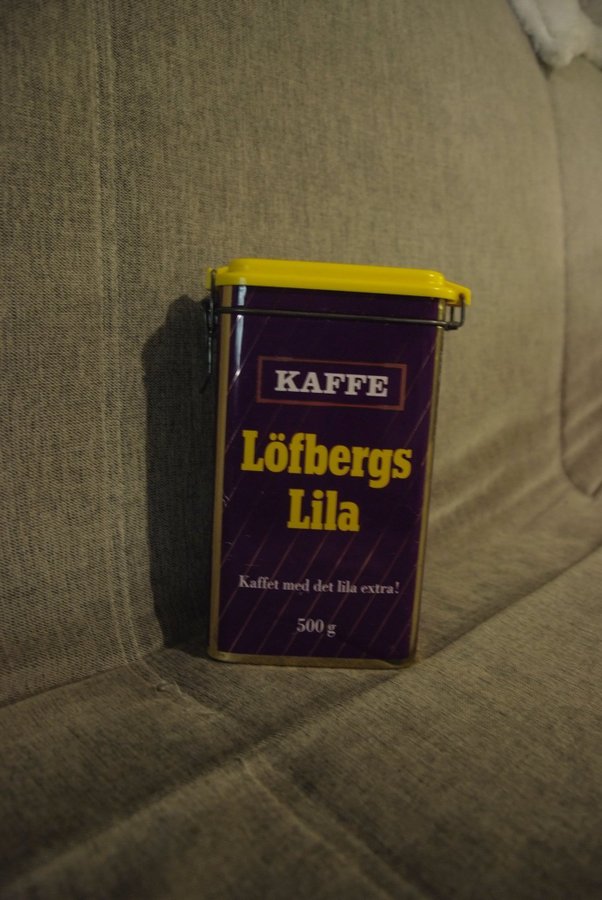 KAFFE
Löfbergs
Lila
Kaffet med det lila extra!
500 g